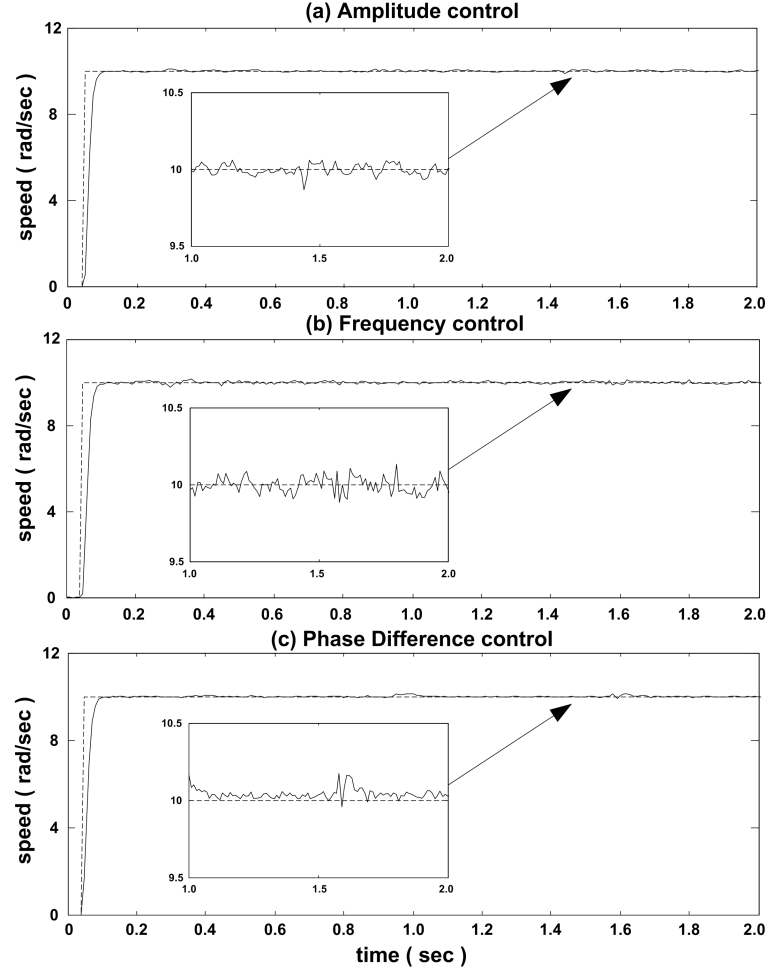 (a) Amplitude control
12
8
4
0
speed ( rad/sec )
10.5
10
9.5
1.0 1.5 2.0
0 0.2 0.4 0.6 0.8 1.0 1.2 1.4 1.6 1.8 2.0
(b) Frequency control
12
8
4
0
speed ( rad/sec )
10.5
10
9.5
1.0 1.5 2.0
0 0.2 0.4 0.6 0.8 1.0 1.2 1.4 1.6 1.8 2.0
(c) Phase Difference control
12
8
4
0
speed ( rad/sec )
10.5
10
9.5
1.0 1.5 2.0
0 0.2 0.4 0.6 0.8 1.0 1.2 1.4 1.6 1.8 2.0
time ( sec )